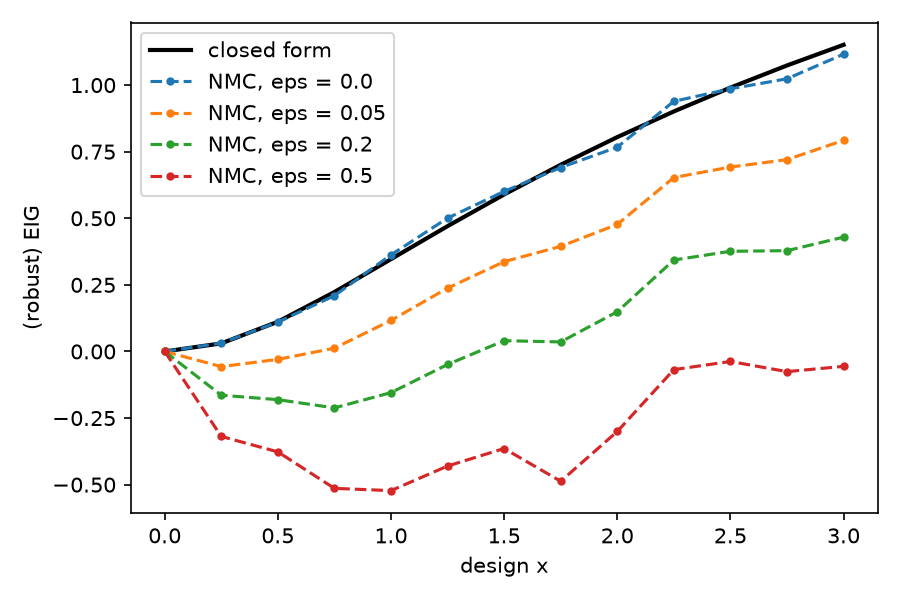 closed form
NMC, eps = 0.0
NMC, eps = 0.05
NMC, eps = 0.2
NMC, eps = 0.5
(robust) EIG
1.00
0.75
0.50
0.25
0.00
−0.25
−0.50
0.0 0.5 1.0 1.5 2.0 2.5 3.0
design x